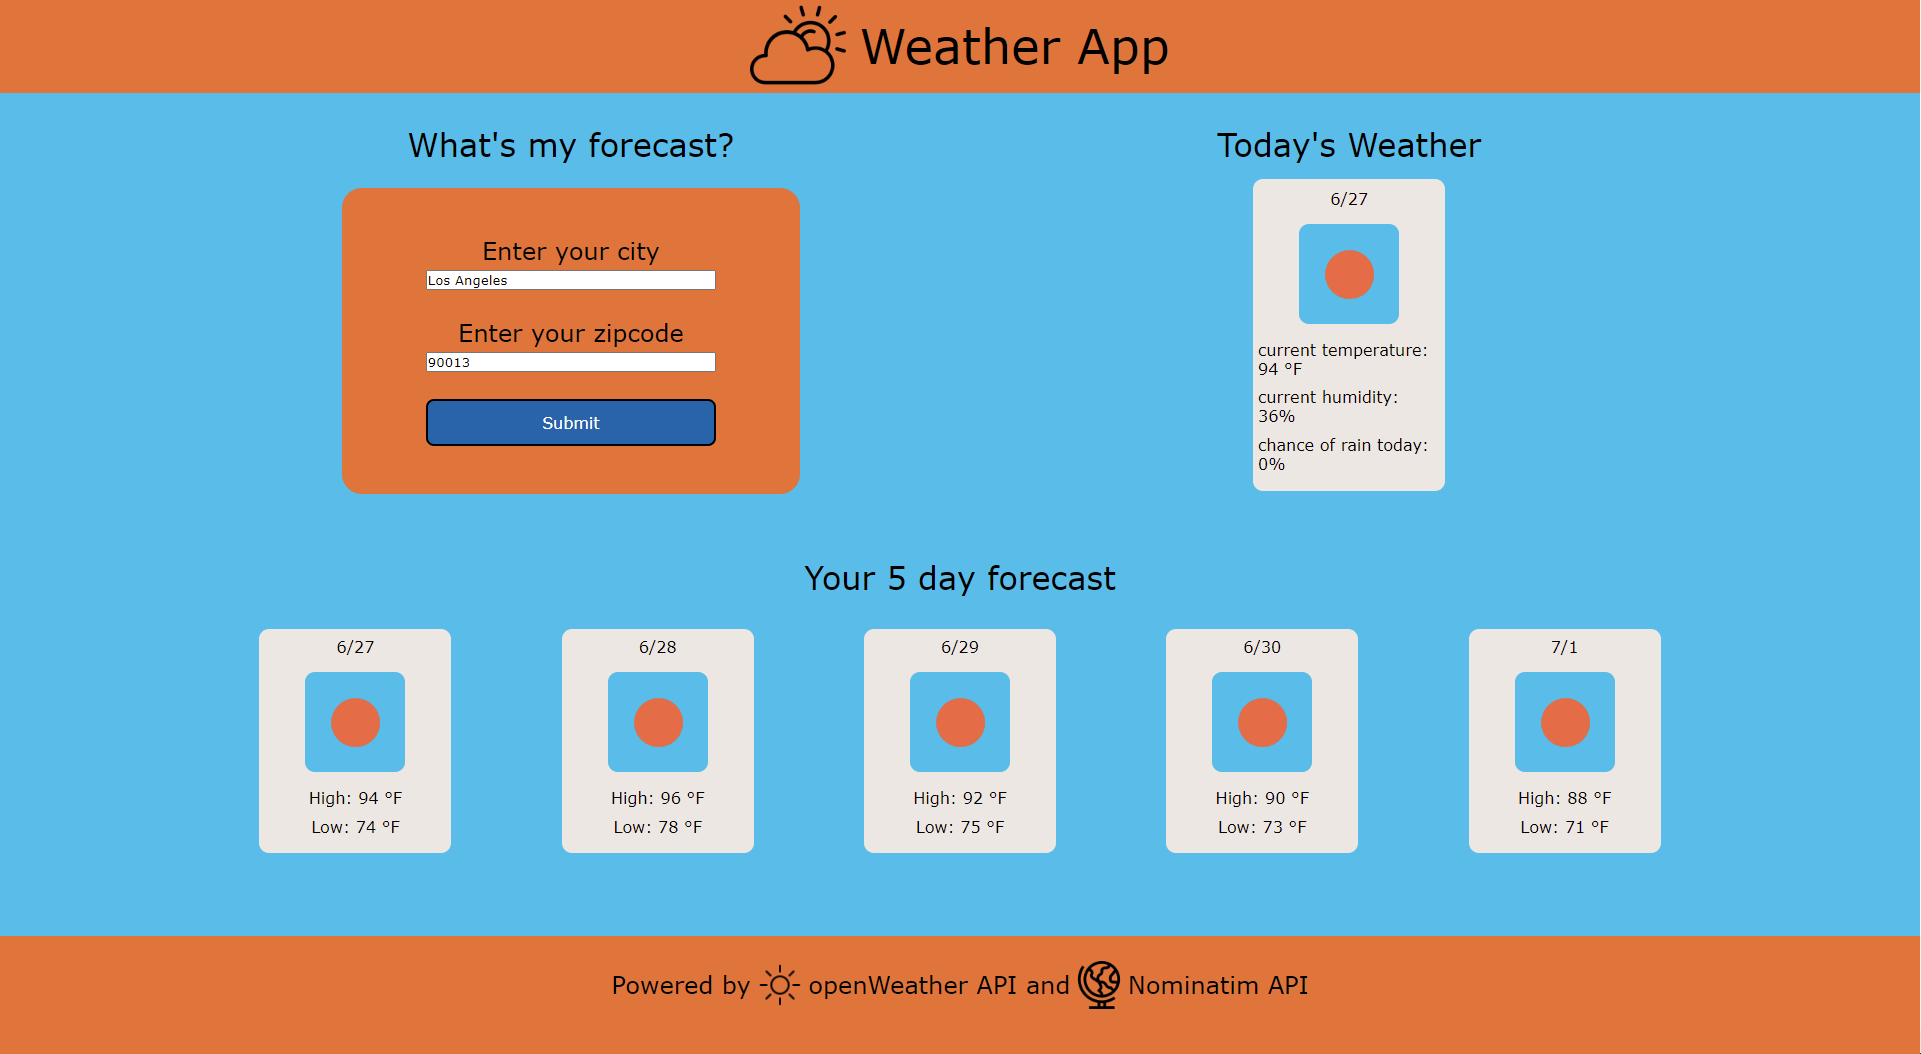 Weather App
What's my forecast?
Enter your city
Los Angeles
Enter your zipcode
90013
Submit
Today's Weather
6/27
current temperature:
94 °F
current humidity:
36%
chance of rain today:
0%
Your 5 day forecast
6/27
High: 94 °F
Low: 74 °F
6/28
High: 96 °F
Low: 78 °F
6/29
High: 92 °F
Low: 75 °F
6/30
High: 90 °F
Low: 73 °F
7/1
High: 88 °F
Low: 71 °F
Powered by openWeather API and Nominatim API